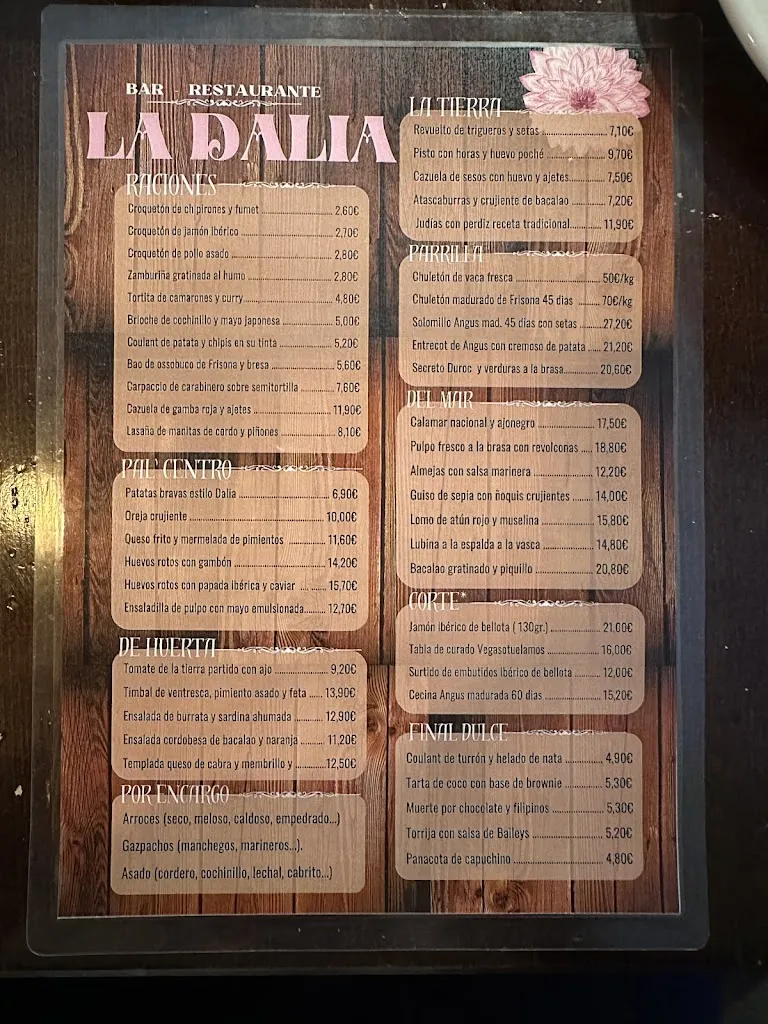 BAR - RESTAURANTE
LA DALIA
RACIONES
Croquetón de chipirones y fumet 2,60€
Croquetón de jamón ibérico 2,70€
Croquetón de pollo asado 2,80€
Zamburiña gratinada al humo 2,80€
Tortita de camarones y curry 4,80€
Brioche de cochinillo y mayo japonesa 5,00€
Coulant de patata y chipis en su tinta 5,20€
Bao de ossobuco de Frisona y bresa 5,60€
Carpaccio de carabinero sobre semitortilla 7,60€
Cazuela de gamba roja y ajetes 11,90€
Lasaña de manitas de cordo y piñones 8,10€
PAL' CENTRO
Patatas bravas estilo Dalia 6,90€
Oreja crujiente 10,00€
Queso frito y mermelada de pimientos 11,60€
Huevos rotos con gambón 14,20€
Huevos rotos con papada ibérica y caviar 15,70€
Ensaladilla de pulpo con mayo emulsionada 12,70€
DE HUERTA
Tomate de la tierra partido con ajo 9,20€
Timbal de ventresca, pimiento asado y feta 13,90€
Ensalada de burrata y sardina ahumada 12,90€
Ensalada cordobesa de bacalao y naranja 11,20€
Templada queso de cabra y membrillo y 12,50€
POR ENCARGO
Arroces (seco, meloso, caldoso, empedrado...)
Gazpachos (manchegos, marineros...).
Asado (cordero, cochinillo, lechal, cabrito...)
LA TIERRA
Revuelto de trigueros y setas 7,10€
Pisto con horas y huevo poché 9,70€
Cazuela de sesos con huevo y ajetes 7,50€
Atascaburras y crujiente de bacalao 7,20€
Judías con perdiz receta tradicional 11,90€
PARRILLA
Chuletón de vaca fresca 50€/kg
Chuletón madurado de Frisona 45 dias 70€/kg
Solomillo Angus mad. 45 días con setas 27,20€
Entrecot de Angus con cremoso de patata 21,20€
Secreto Duroc y verduras a la brasa 20,60€
DEL MAR
Calamar nacional y ajonegro 17,50€
Pulpo fresco a la brasa con revolconas 18,80€
Almejas con salsa marinera 12,20€
Guiso de sepia con ñoquis crujientes 14,00€
Lomo de atún rojo y muselina 15,80€
Lubina a la espalda a la vasca 14,80€
Bacalao gratinado y piquillo 20,80€
CORTE*
Jamón ibérico de bellota ( 130gr.) 21,00€
Tabla de curado Vegasotuelamos 16,00€
Surtido de embutidos ibérico de bellota 12,00€
Cecina Angus madurada 60 dias 15,20€
FINAL DULCE
Coulant de turrón y helado de nata 4,90€
Tarta de coco con base de brownie 5,30€
Muerte por chocolate y filipinos 5,30€
Torrija con salsa de Baileys 5,20€
Panacota de capuchino 4,80€